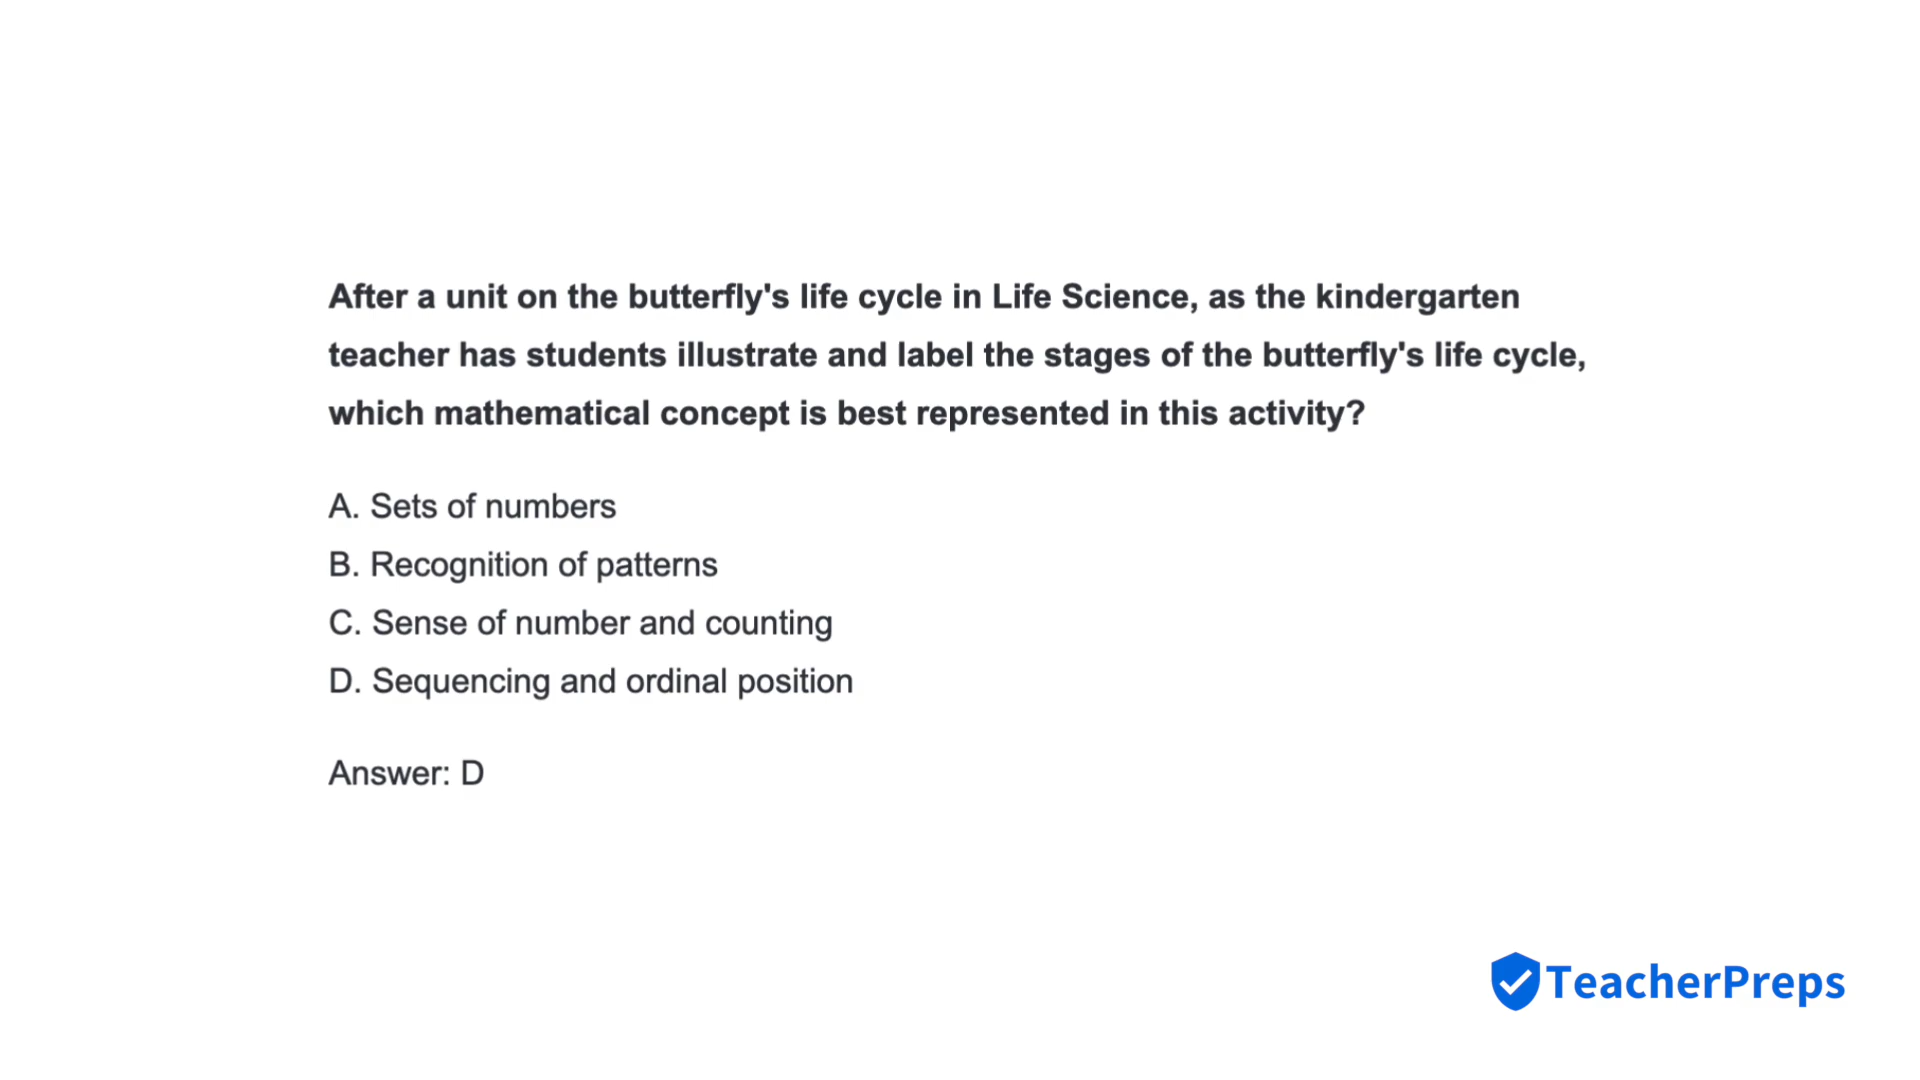 After a unit on the butterfly's life cycle in Life Science, as the kindergarten
teacher has students illustrate and label the stages of the butterfly's life cycle,
which mathematical concept is best represented in this activity?
A. Sets of numbers
B. Recognition of patterns
C. Sense of number and counting
D. Sequencing and ordinal position
Answer: D
TeacherPreps